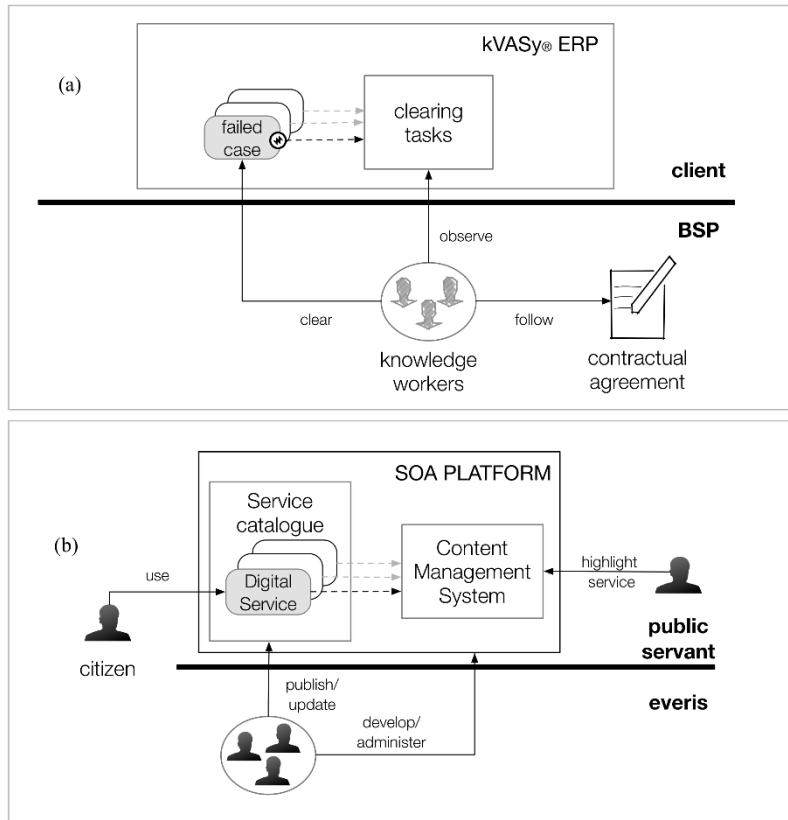 kVASy® ERP
(a)
failed
case
clearing
tasks
client
BSP
observe
clear
follow
knowledge
workers
contractual
agreement
SOA PLATFORM
Service
catalogue
(b)
Digital
Service
Content
Management
System
use
highlight
service
citizen
public
servant
publish/
update
everis
develop/
administer